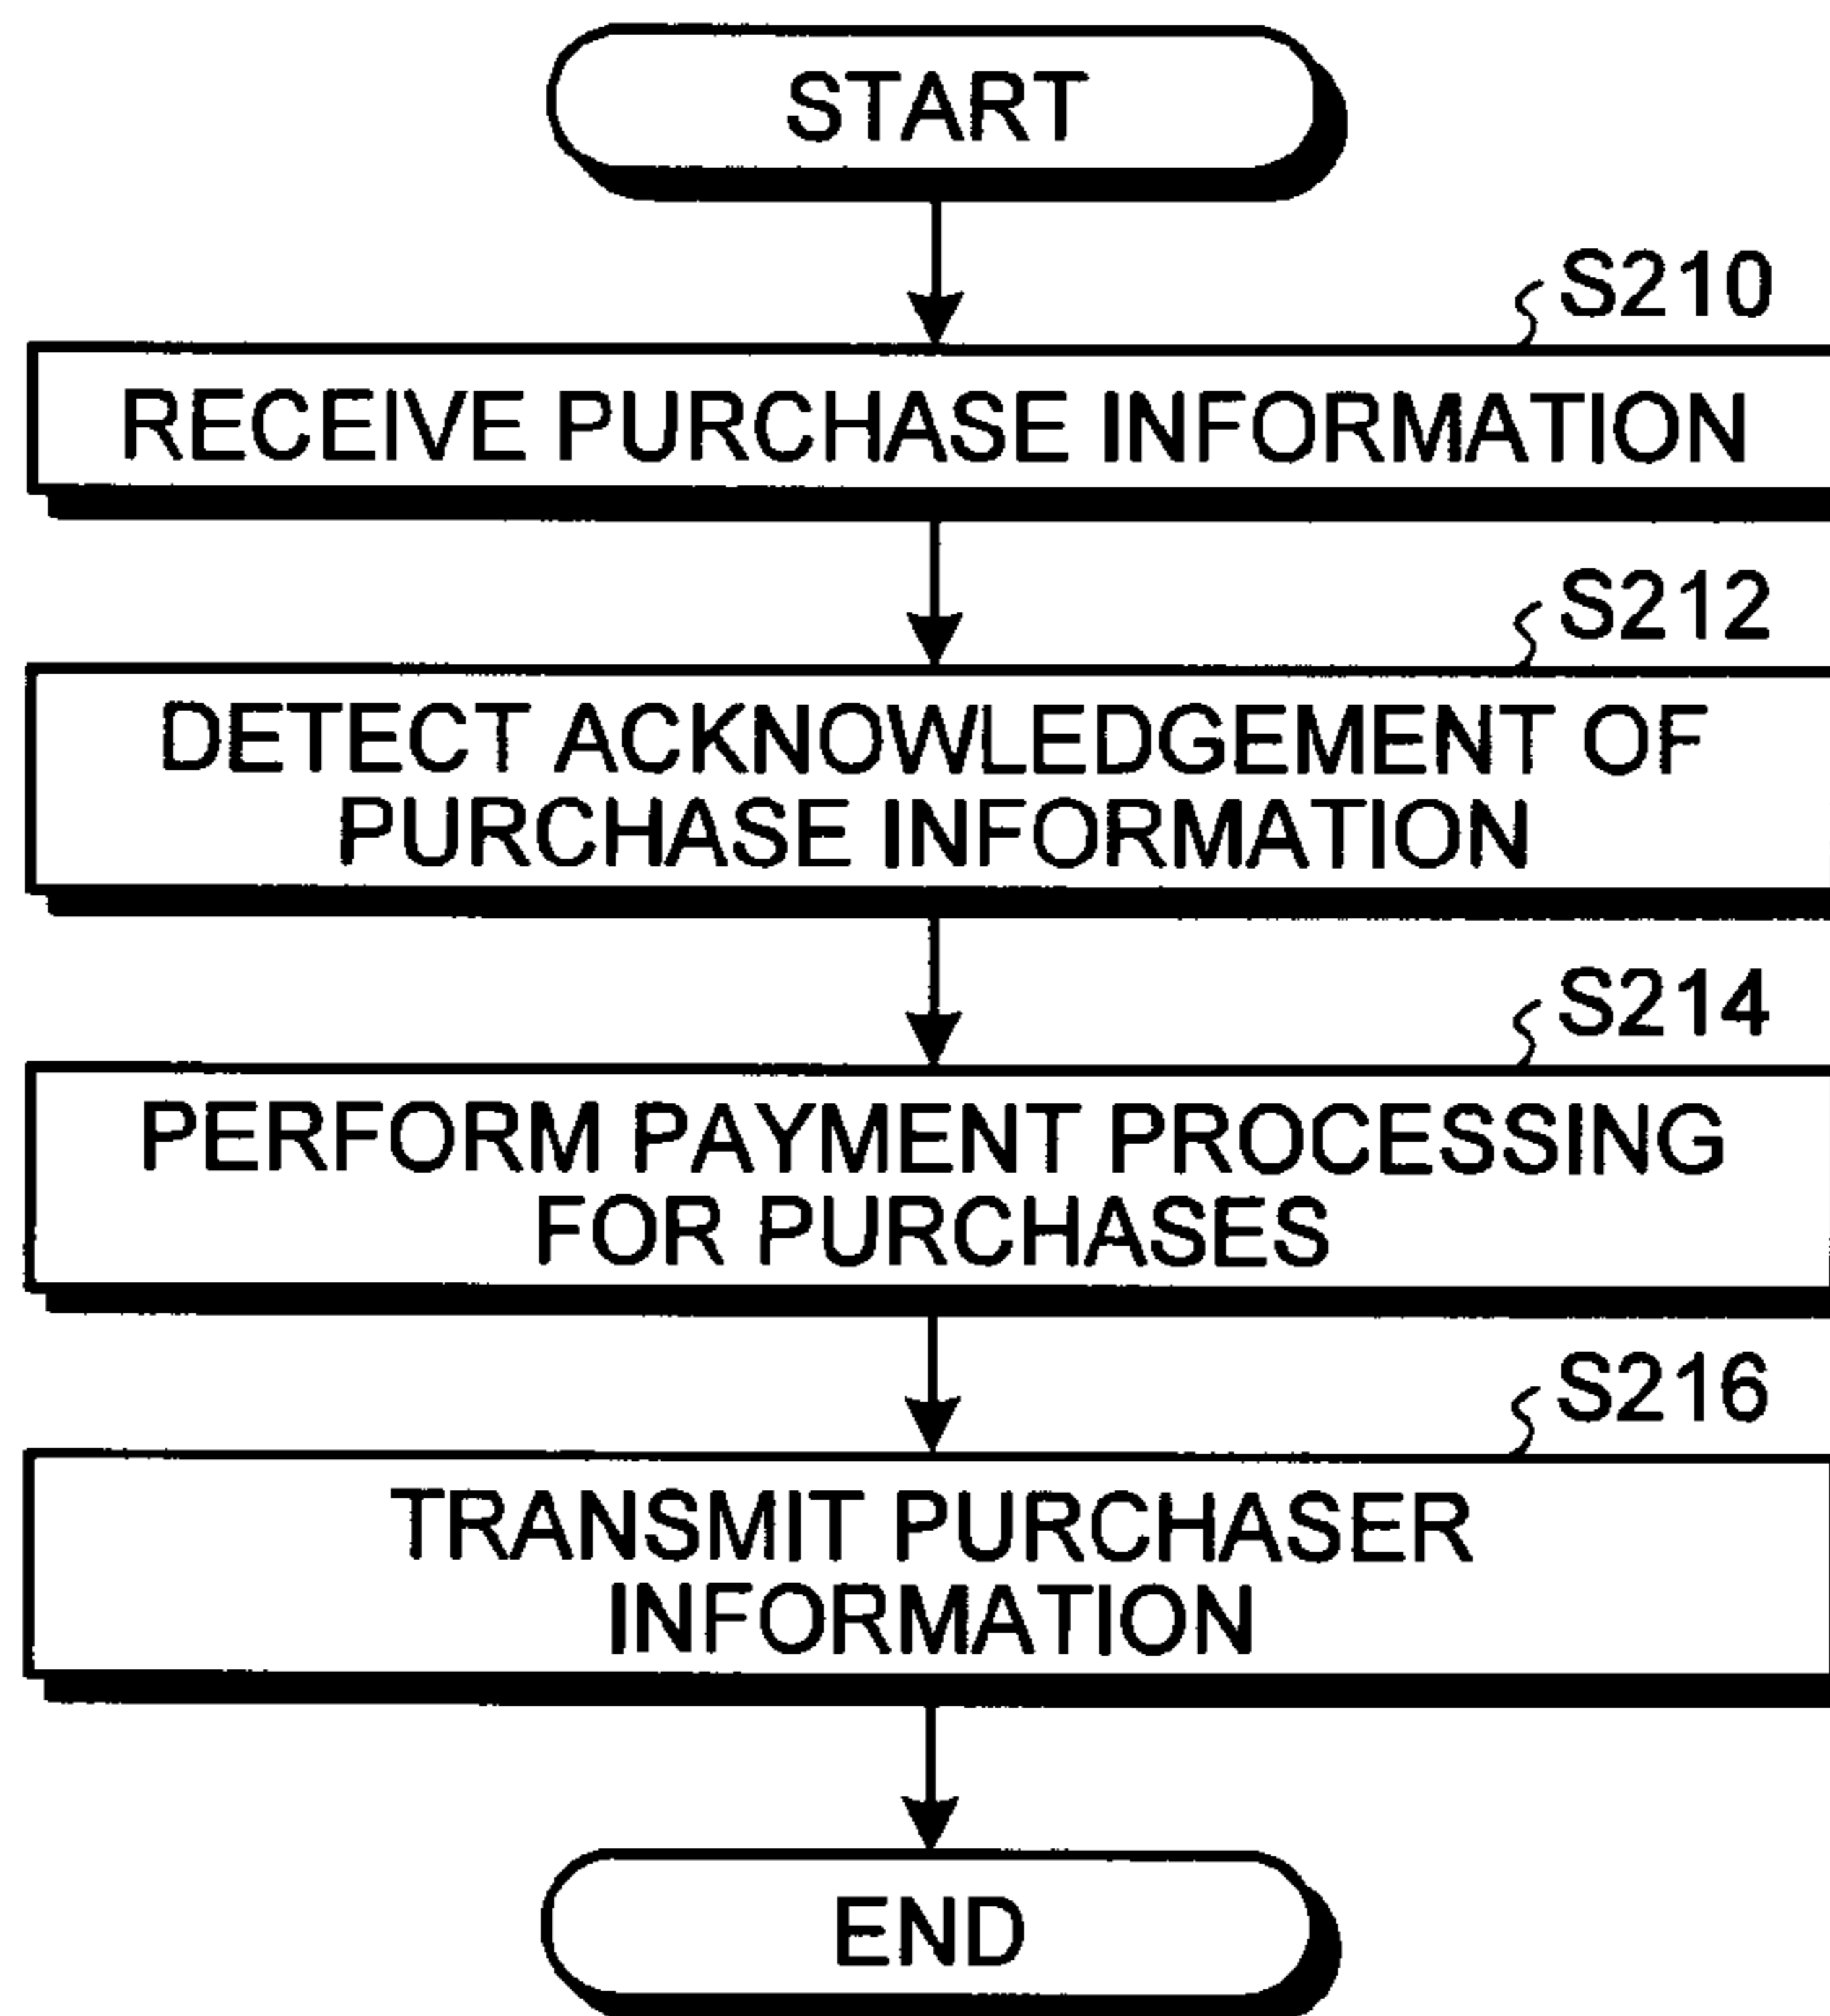 START
S210
RECEIVE PURCHASE INFORMATION
S212
DETECT ACKNOWLEDGEMENT OF
PURCHASE INFORMATION
S214
PERFORM PAYMENT PROCESSING
FOR PURCHASES
S216
TRANSMIT PURCHASER
INFORMATION
END